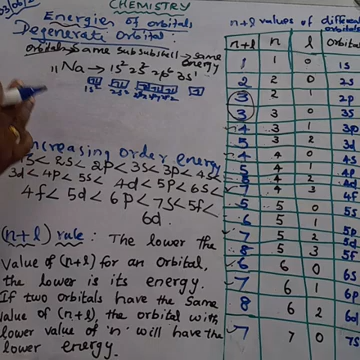 03/06/2
CHEMISTRY
Energies of orbitals
Degenerate Orbital:
orbitals → same subsubshell → same energy
11Na → 1s² 2s² 2p⁶ 3s¹
Increasing order energy
1s < 2s < 2p < 3s < 3p < 4s <
3d < 4p < 5s < 4d < 5p < 6s <
4f < 5d < 6p < 7s < 5f <
6d.
(n+l) rule: The lower the
value of (n+l) for an Orbital,
the lower is its energy.
If two orbitals have the same
value of (n+l), the orbital with
lower value of 'n' will have the
lower energy.
n+l values of different orbitals
n+l n l Orbital
1 1 0 1s
2 2 0 2s
3 2 1 2p
3 3 0 3s
4 3 1 3p
5 3 2 3d
4 4 0 4s
5 4 1 4p
6 4 2 4d
7 4 3 4f
5 5 0 5s
6 5 1 5p
7 5 2 5d
8 5 3 5f
6 6 0 6s
7 6 1 6p
8 6 2 6d
7 7 0 7s